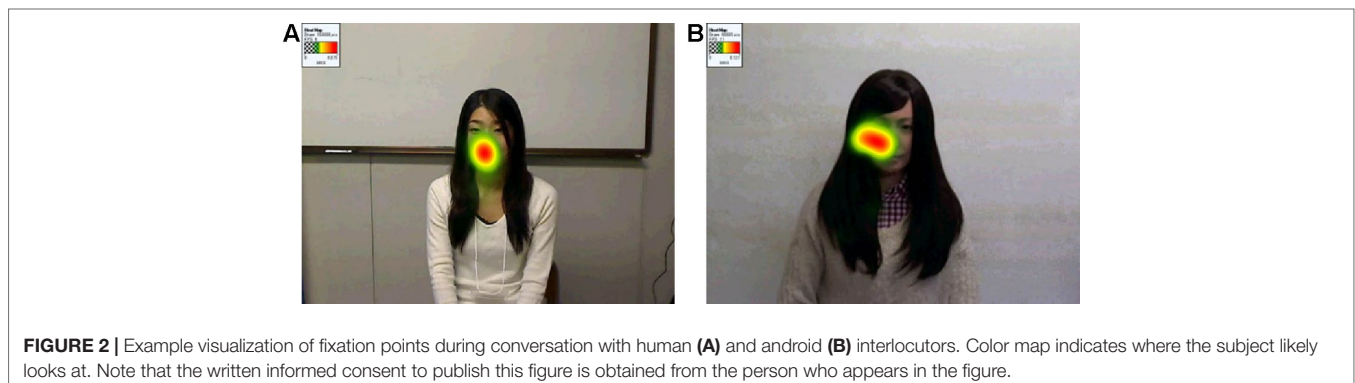 A
B
Heat Map
FIGURE 2 | Example visualization of fixation points during conversation with human (A) and android (B) interlocutors. Color map indicates where the subject likely
looks at. Note that the written informed consent to publish this figure is obtained from the person who appears in the figure.